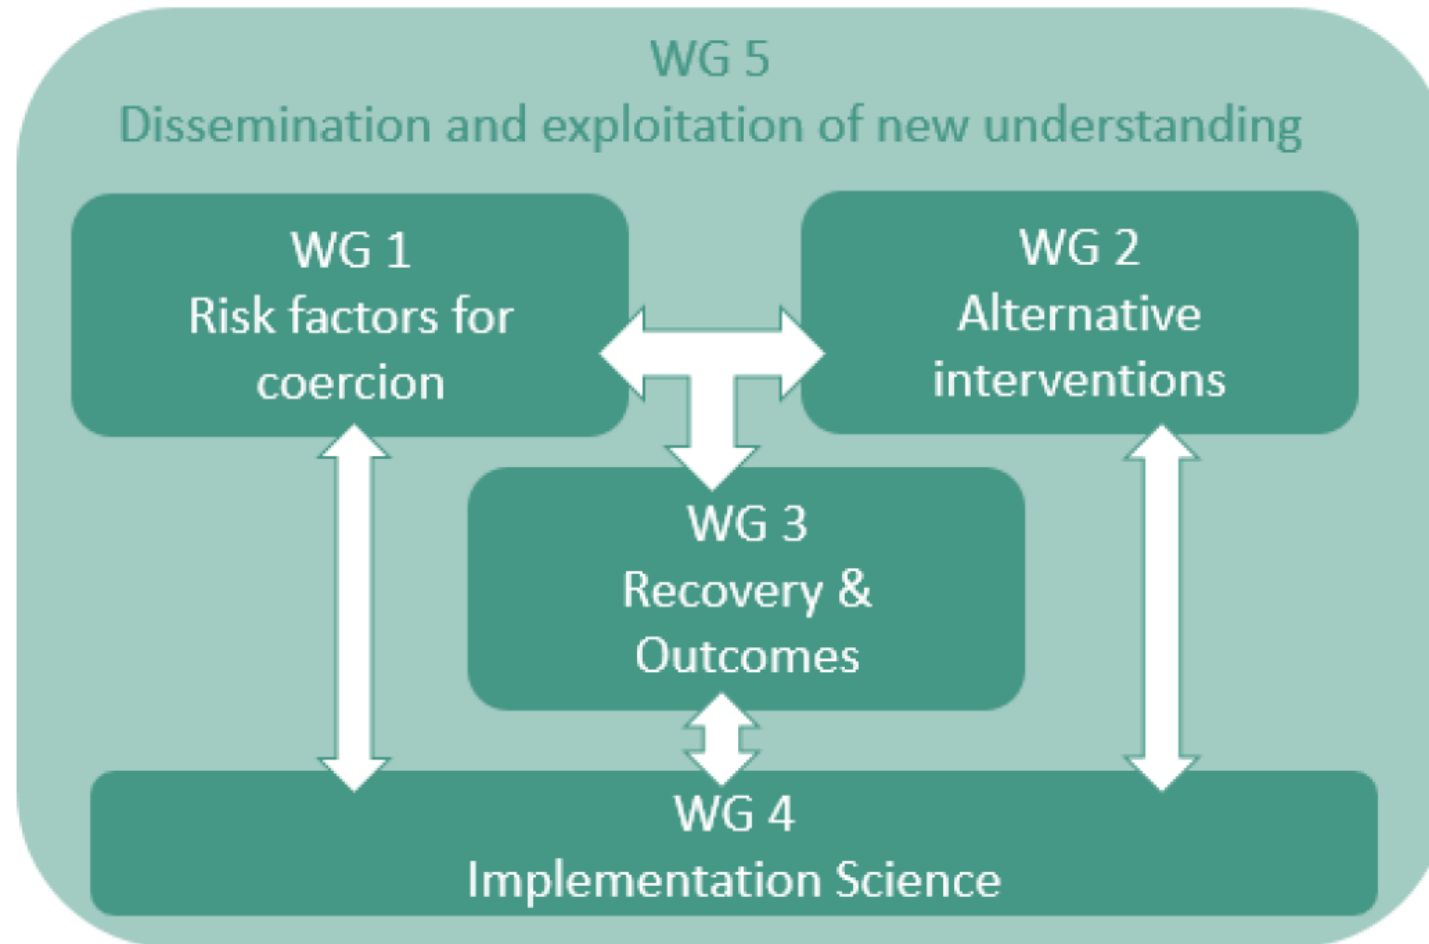 WG 5
Dissemination and exploitation of new understanding
WG 1
Risk factors for
coercion
WG 2
Alternative
interventions
WG 3
Recovery &
Outcomes
WG 4
Implementation Science